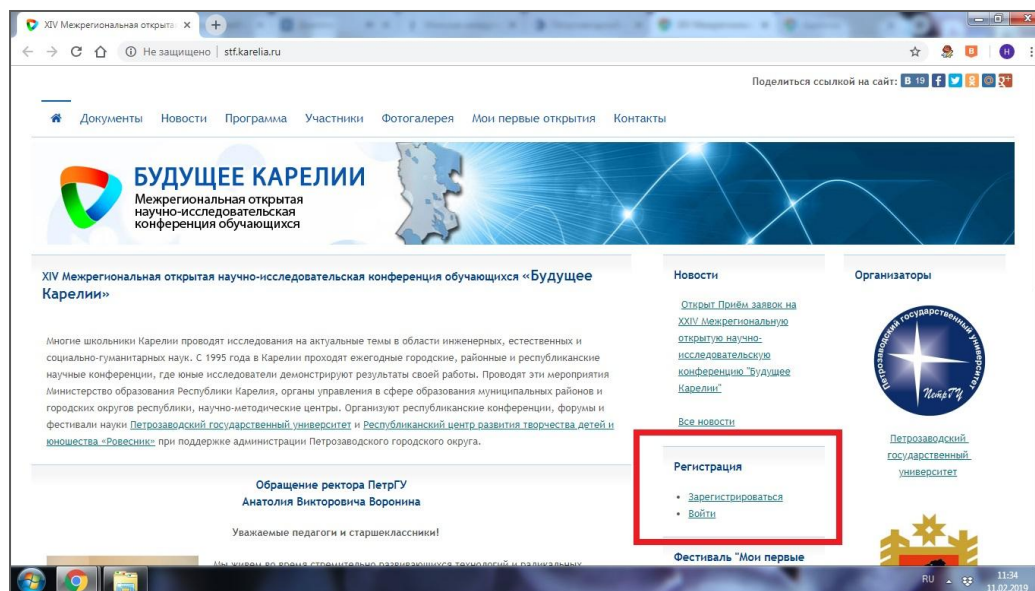 XIV Межрегиональная открыта
Не защищено | stf.karelia.ru
Поделиться ссылкой на сайт: В 19
Документы Новости Программа Участники Фотогалерея Мои первые открытия Контакты
БУДУЩЕЕ КАРЕЛИИ
Межрегиональная открытая
научно-исследовательская
конференция обучающихся
XIV Межрегиональная открытая научно-исследовательская конференция обучающихся «Будущее
Карелии»
Многие школьники Карелии проводят исследования на актуальные темы в области инженерных, естественных и
социально-гуманитарных наук. С 1995 года в Карелии проходят ежегодные городские, районные и республиканские
научные конференции, где юные исследователи демонстрируют результаты своей работы. Проводят эти мероприятия
Министерство образования Республики Карелия, органы управления в сфере образования муниципальных районов и
городских округов республики, научно-методические центры. Организуют республиканские конференции, форумы и
фестивали науки Петрозаводский государственный университет и Республиканский центр развития творчества детей и
юношества «Ровесник» при поддержке администрации Петрозаводского городского округа.
Обращение ректора ПетрГУ
Анатолия Викторовича Воронина
Уважаемые педагоги и старшеклассники!
Мы живем во время стремительно развивающихся технологий и радикальных
Новости
Открыт Приём заявок на
XXIV Межрегиональную
открытую научно-
исследовательскую
конференцию "Будущее
Карелии"
Все новости
Регистрация
• Зарегистрироваться
• Войти
Фестиваль "Мои первые
Организаторы
Петрозаводский государственный университет
ПетрГУ
Петрозаводский
государственный
университет
RU
11:34
11.02.2019